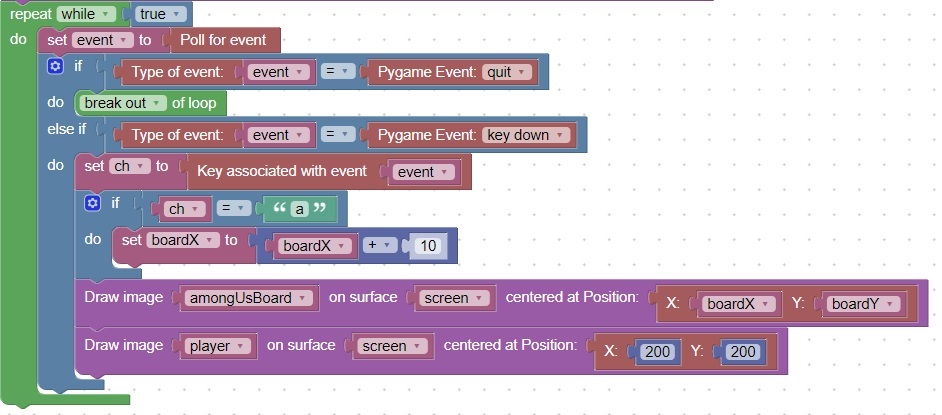 repeat while true
do set event to Poll for event
if Type of event: event = Pygame Event: quit
do break out of loop
else if Type of event: event = Pygame Event: key down
do set ch to Key associated with event event
if ch = “ a ”
do set boardX to boardX + 10
Draw image amongUsBoard on surface screen centered at Position: X: boardX Y: boardY
Draw image player on surface screen centered at Position: X: 200 Y: 200